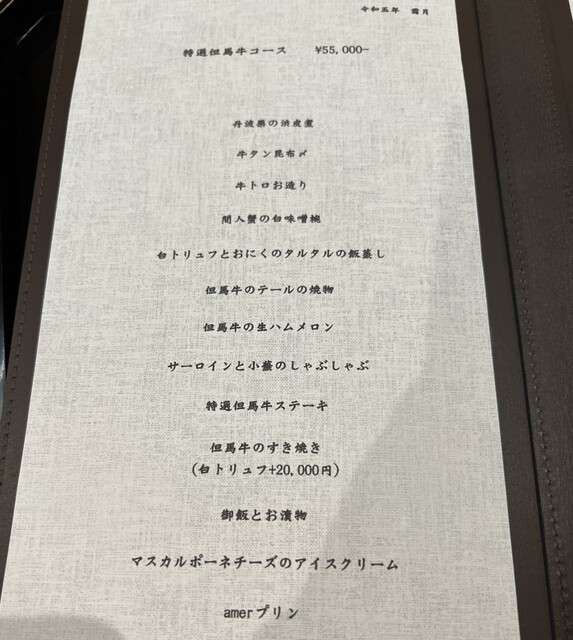 令和五年 霜月
特選但馬牛コース ¥55,000-
丹波栗の渋皮煮
牛タン昆布〆
牛トロお造り
間人蟹の白味噌椀
白トリュフとおにくのタルタルの飯蒸し
但馬牛のテールの焼物
但馬牛の生ハムメロン
サーロインと小蕪のしゃぶしゃぶ
特選但馬牛ステーキ
但馬牛のすき焼き
(白トリュフ+20,000円)
御飯とお漬物
マスカルポーネチーズのアイスクリーム
amerプリン